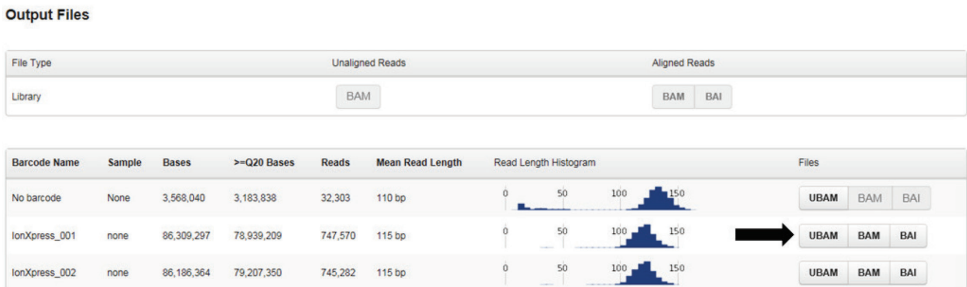 Output Files
File Type Unaligned Reads Aligned Reads
Library BAM BAM BAI
Barcode Name Sample Bases >=Q20 Bases Reads Mean Read Length Read Length Histogram Files
No barcode None 3,568,040 3,183,838 32,303 110 bp 0 50 100 150 UBAM BAM BAI
IonXpress_001 none 86,309,297 78,939,209 747,570 115 bp 0 50 100 150 UBAM BAM BAI
IonXpress_002 none 86,186,364 79,207,350 745,282 115 bp 0 50 100 150 UBAM BAM BAI